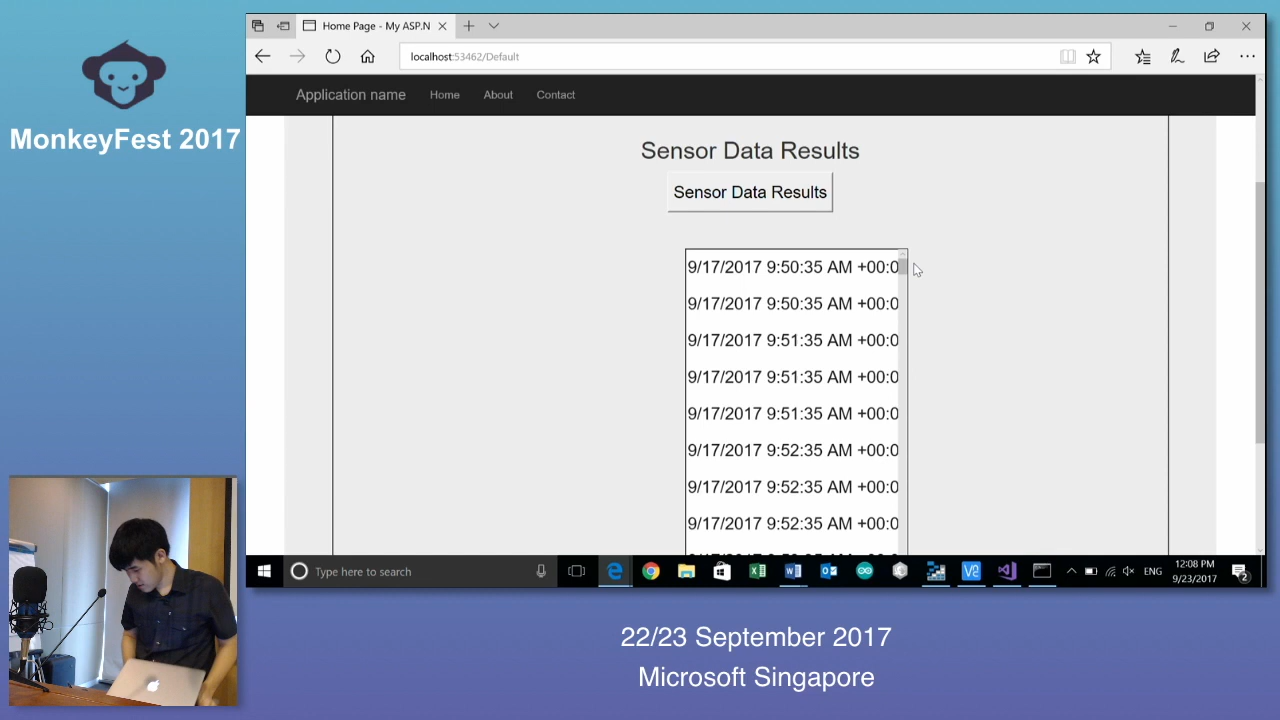 MonkeyFest 2017
Home Page - My ASP.N
localhost:53462/Default
Application name Home About Contact
Sensor Data Results
Sensor Data Results
9/17/2017 9:50:35 AM +00:0
9/17/2017 9:50:35 AM +00:0
9/17/2017 9:51:35 AM +00:0
9/17/2017 9:51:35 AM +00:0
9/17/2017 9:51:35 AM +00:0
9/17/2017 9:52:35 AM +00:0
9/17/2017 9:52:35 AM +00:0
9/17/2017 9:52:35 AM +00:0
Type here to search
ENG
12:08 PM
9/23/2017
2
22/23 September 2017
Microsoft Singapore